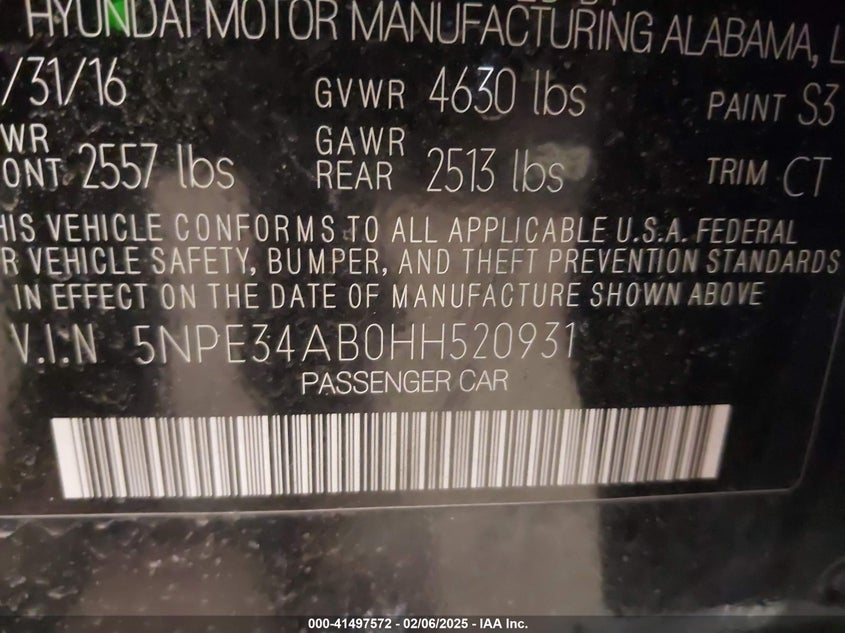 HYUNDAI MOTOR MANUFACTURING ALABAMA, L
/31/16 GVWR 4630 lbs PAINT S3
WR ONT 2557 lbs GAWR REAR 2513 lbs TRIM CT
HIS VEHICLE CONFORMS TO ALL APPLICABLE U.S.A. FEDERAL
R VEHICLE SAFETY, BUMPER, AND THEFT PREVENTION STANDARDS
IN EFFECT ON THE DATE OF MANUFACTURE SHOWN ABOVE
V.I.N 5NPE34AB0HH520931
PASSENGER CAR
000-41497572 – 02/06/2025 – IAA Inc.